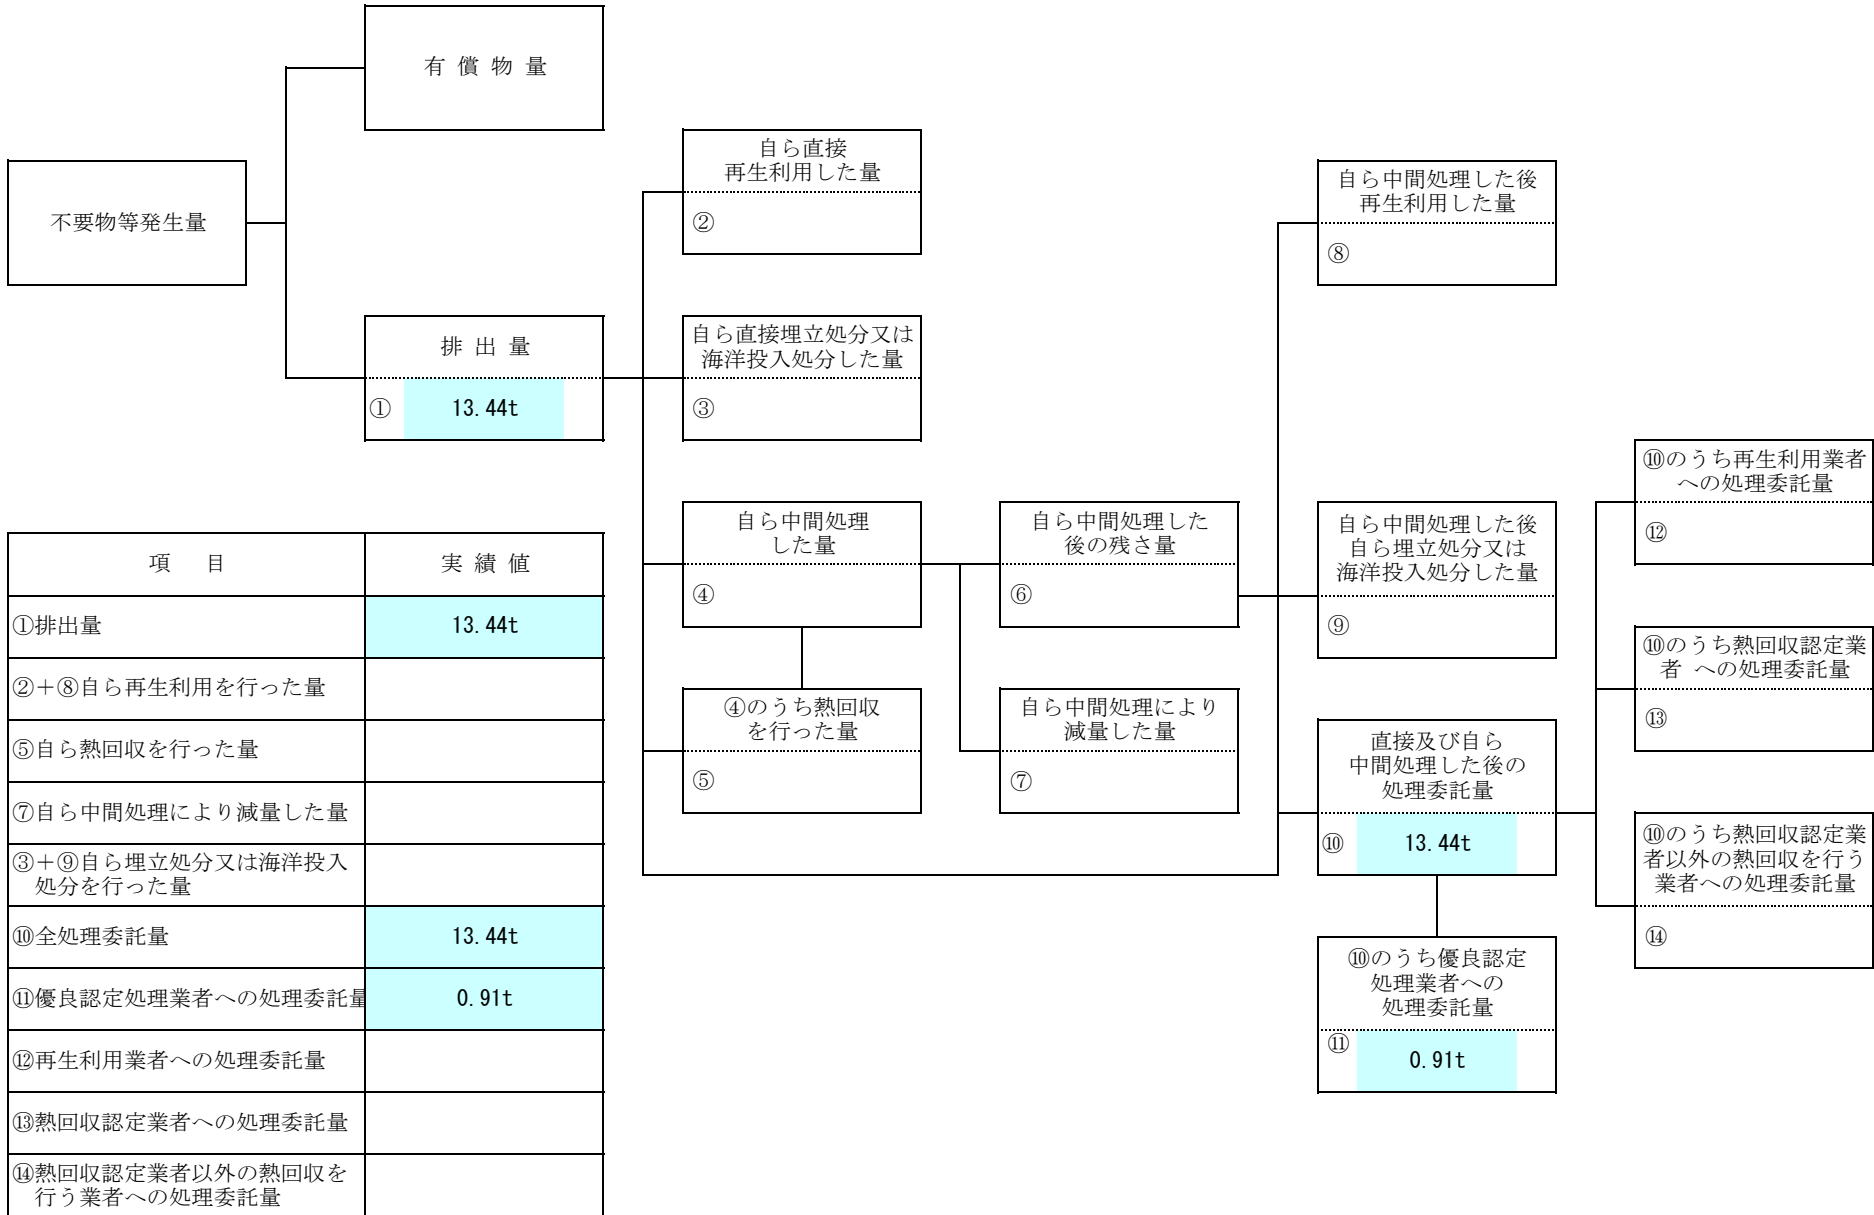 有 償 物 量
不要物等発生量
排 出 量
① 13.44t
自ら直接
再生利用した量
②
自ら直接埋立処分又は
海洋投入処分した量
③
自ら中間処理
した量
④
④のうち熱回収
を行った量
⑤
自ら中間処理した
後の残さ量
⑥
自ら中間処理により
減量した量
⑦
自ら中間処理した後
再生利用した量
⑧
自ら中間処理した後
自ら埋立処分又は
海洋投入処分した量
⑨
直接及び自ら
中間処理した後の
処理委託量
⑩ 13.44t
⑩のうち優良認定
処理業者への
処理委託量
⑪ 0.91t
⑩のうち再生利用業者
への処理委託量
⑫
⑩のうち熱回収認定業
者 への処理委託量
⑬
⑩のうち熱回収認定業
者以外の熱回収を行う
業者への処理委託量
⑭
項 目 実 績 値
①排出量 13.44t
②+⑧自ら再生利用を行った量
⑤自ら熱回収を行った量
⑦自ら中間処理により減量した量
③+⑨自ら埋立処分又は海洋投入
処分を行った量
⑩全処理委託量 13.44t
⑪優良認定処理業者への処理委託量 0.91t
⑫再生利用業者への処理委託量
⑬熱回収認定業者への処理委託量
⑭熱回収認定業者以外の熱回収を
行う業者への処理委託量